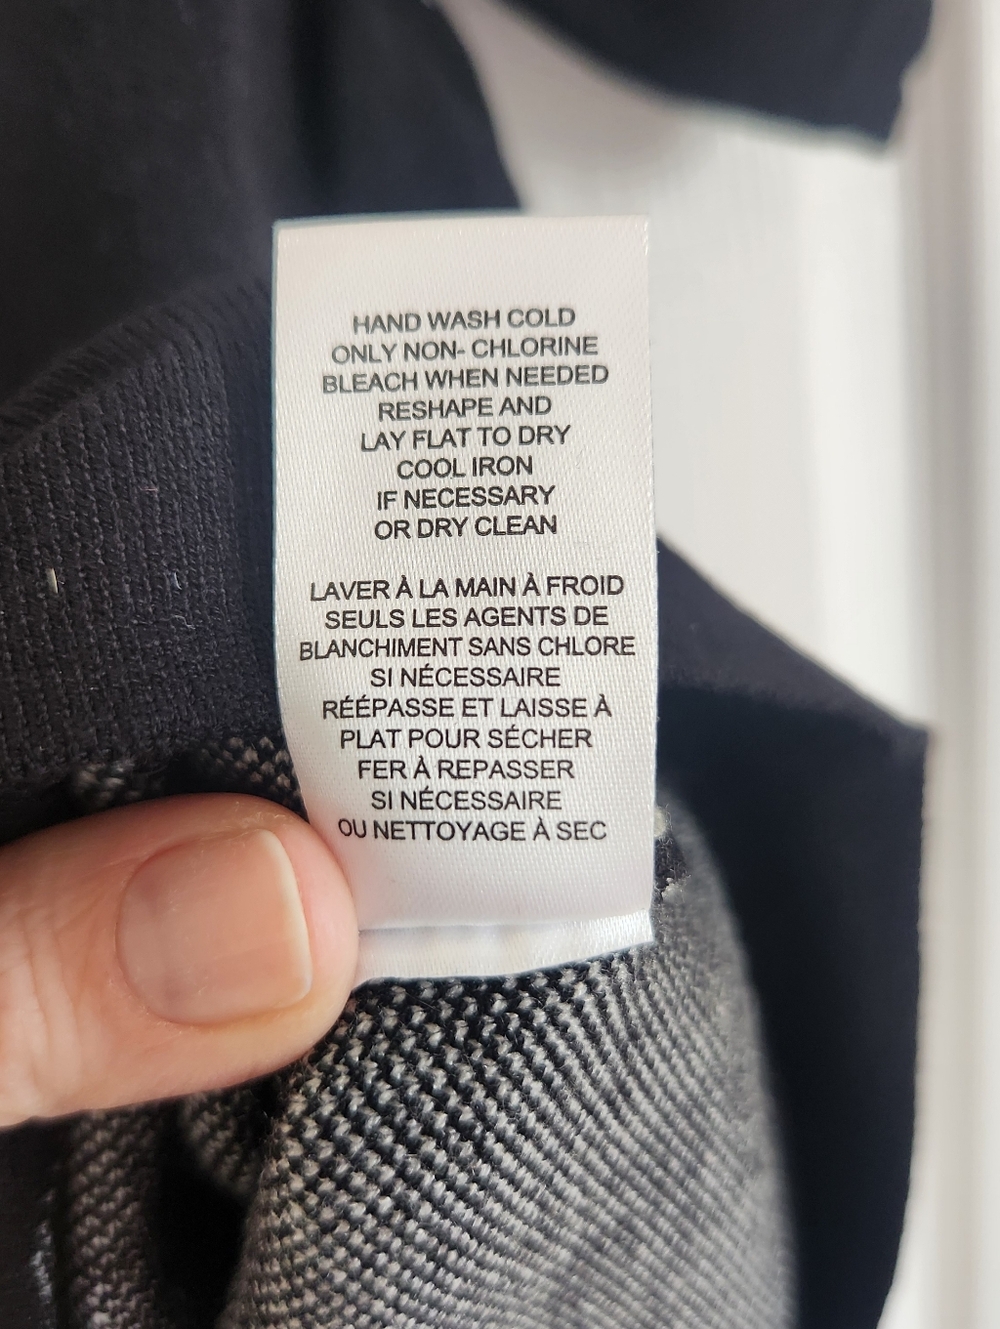 HAND WASH COLD
ONLY NON- CHLORINE
BLEACH WHEN NEEDED
RESHAPE AND
LAY FLAT TO DRY
COOL IRON
IF NECESSARY
OR DRY CLEAN
LAVER À LA MAIN À FROID
SEULS LES AGENTS DE
BLANCHIMENT SANS CHLORE
SI NÉCESSAIRE
RÉÉPASSE ET LAISSE À
PLAT POUR SÉCHER
FER À REPASSER
SI NÉCESSAIRE
OU NETTOYAGE À SEC